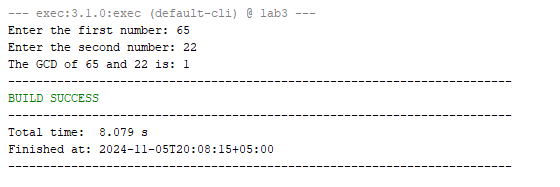 --- exec:3.1.0:exec (default-cli) @ lab3 ---
Enter the first number: 65
Enter the second number: 22
The GCD of 65 and 22 is: 1
------------------------------------------------------------------------
BUILD SUCCESS
------------------------------------------------------------------------
Total time:  8.079 s
Finished at: 2024-11-05T20:08:15+05:00
------------------------------------------------------------------------